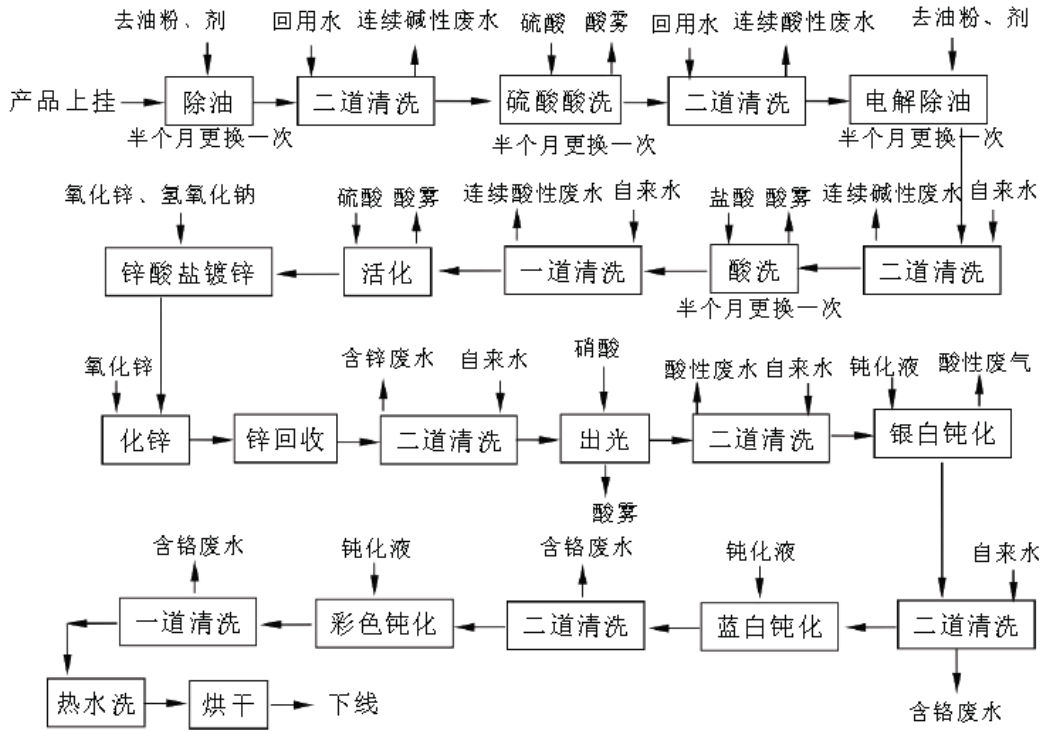 去油粉、剂 回用水 连续碱性废水 硫酸 酸雾 回用水 连续酸性废水 去油粉、剂
产品上挂 除油 二道清洗 硫酸酸洗 二道清洗 电解除油
半个月更换一次 半个月更换一次 半个月更换一次
氧化锌、氢氧化钠 硫酸 酸雾 连续酸性废水 自来水 盐酸 酸雾 连续碱性废水 自来水
锌酸盐镀锌 活化 一道清洗 酸洗 二道清洗
半个月更换一次
氧化锌 含锌废水 自来水 硝酸 酸性废水 自来水 钝化液 酸性废气
化锌 锌回收 二道清洗 出光 二道清洗 银白钝化
酸雾
含铬废水 钝化液 含铬废水 钝化液 自来水
一道清洗 彩色钝化 二道清洗 蓝白钝化 二道清洗
热水洗 烘干 下线 含铬废水